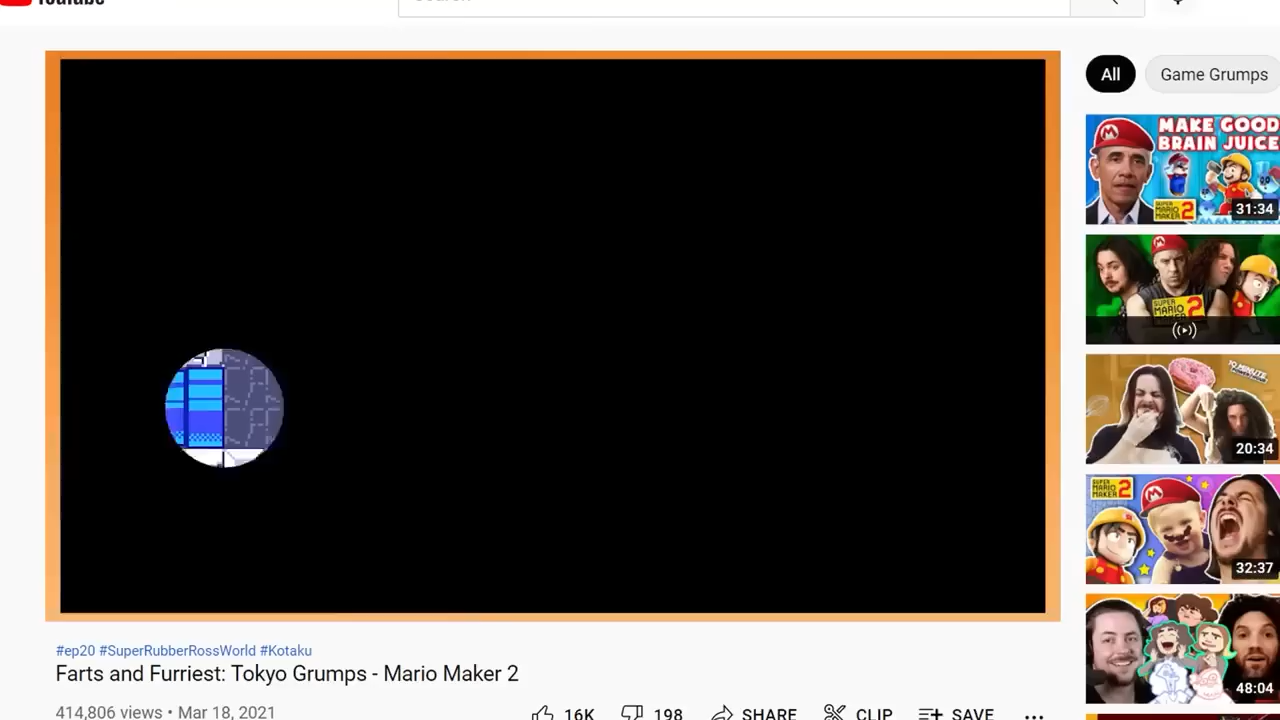 All
Game Grumps
MAKE GOOD
BRAIN JUICE
SUPER
MARIO
MAKER 2
31:34
SUPER
MARIO
MAKER 2
10 MINUTE
20:34
SUPER
MARIO
MAKER 2
32:37
48:04
#ep20 #SuperRubberRossWorld #Kotaku
Farts and Furriest: Tokyo Grumps - Mario Maker 2
414,806 views • Mar 18, 2021
16K
198
SHARE
CLIP
SAVE